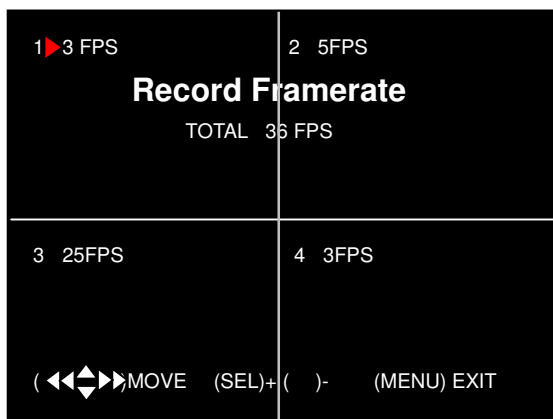 1 3 FPS
2 5FPS
Record Framerate
TOTAL 36 FPS
3 25FPS
4 3FPS
( )MOVE (SEL)+ ( )- (MENU) EXIT